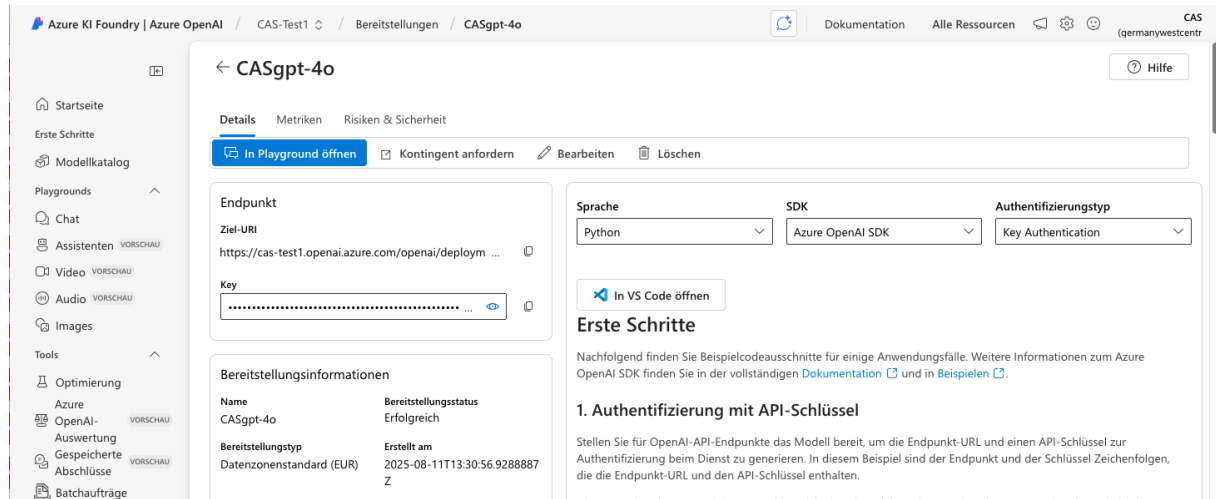 Azure KI Foundry | Azure OpenAI / CAS-Test1 / Bereitstellungen / CASgpt-4o
Dokumentation
Alle Ressourcen
CAS
(germanywestcentr
Startseite
Erste Schritte
Modellkatalog
Playgrounds
Chat
Assistenten VORSCHAU
Video VORSCHAU
Audio VORSCHAU
Images
Tools
Optimierung
Azure
OpenAI-
Auswertung
VORSCHAU
Gespeicherte
Abschlüsse
VORSCHAU
Batchaufträge
CASgpt-4o
Hilfe
Details Metriken Risiken & Sicherheit
In Playground öffnen Kontingent anfordern Bearbeiten Löschen
Endpunkt
Ziel-URI
https://cas-test1.openai.azure.com/openai/deploym ...
Key
...
Bereitstellungsinformationen
Name
CASgpt-4o
Bereitstellungsstatus
Erfolgreich
Bereitstellungstyp
Datenzonenstandard (EUR)
Erstellt am
2025-08-11T13:30:56.9288887
Z
Sprache
Python
SDK
Azure OpenAI SDK
Authentifizierungstyp
Key Authentication
In VS Code öffnen
Erste Schritte
Nachfolgend finden Sie Beispielcodeausschnitte für einige Anwendungsfälle. Weitere Informationen zum Azure
OpenAI SDK finden Sie in der vollständigen Dokumentation und in Beispielen.
1. Authentifizierung mit API-Schlüssel
Stellen Sie für OpenAI-API-Endpunkte das Modell bereit, um die Endpunkt-URL und einen API-Schlüssel zur
Authentifizierung beim Dienst zu generieren. In diesem Beispiel sind der Endpunkt und der Schlüssel Zeichenfolgen,
die die Endpunkt-URL und den API-Schlüssel enthalten.